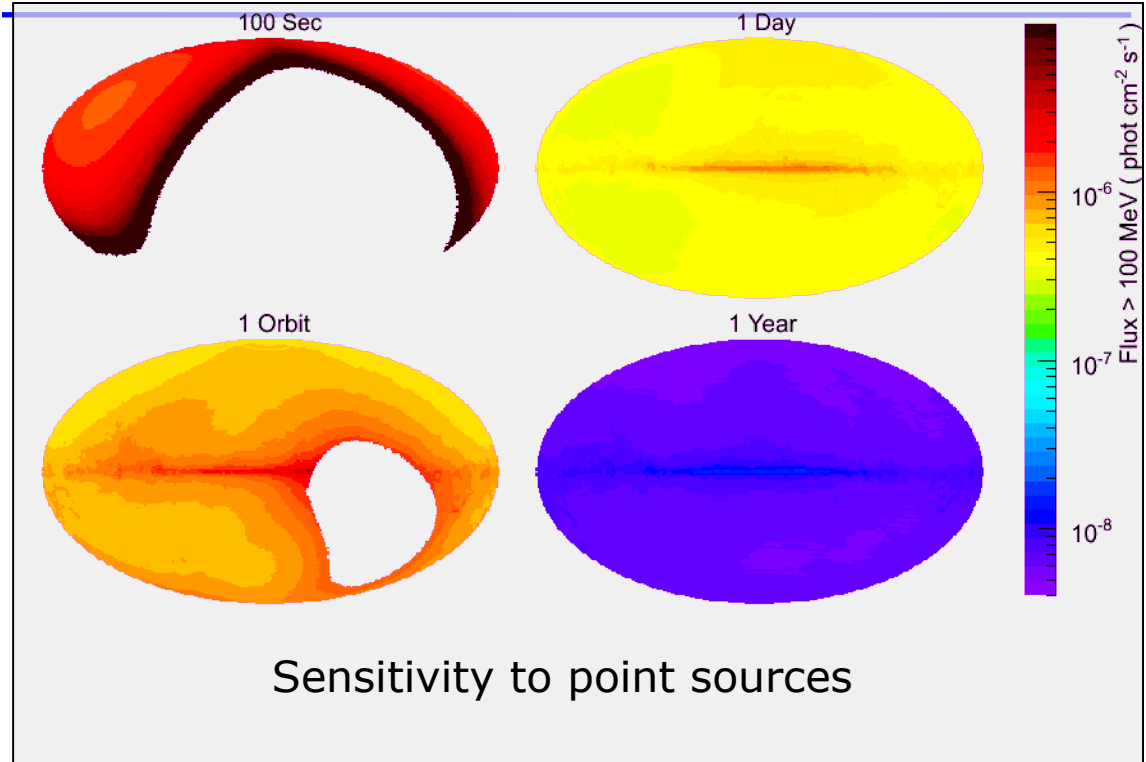 100 Sec
1 Day
1 Orbit
1 Year
10⁻⁶
10⁻⁷
10⁻⁸
Flux > 100 MeV ( phot cm⁻² s⁻¹ )
Sensitivity to point sources